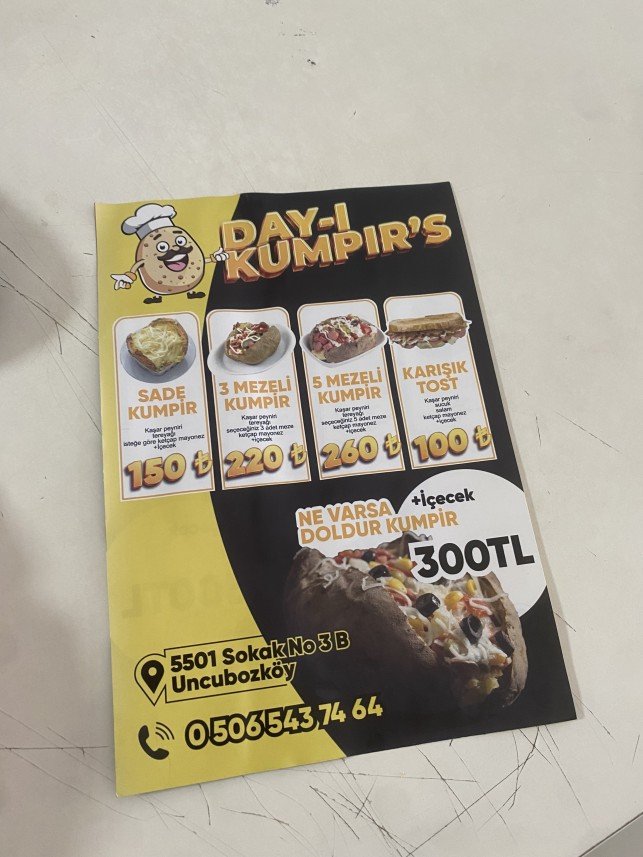 DAY-I
KUMPIR'S
SADE
KUMPİR
Kaşar peyniri
tereyağı
isteğe göre ketçap mayonez
+içecek
150 ₺
3 MEZELİ
KUMPİR
Kaşar peyniri
tereyağı
seçeceğiniz 3 adet meze
ketçap mayonez
+içecek
220 ₺
5 MEZELİ
KUMPİR
Kaşar peyniri
tereyağı
seçeceğiniz 5 adet meze
ketçap mayonez
+içecek
260 ₺
KARIŞIK
TOST
Kaşar peyniri
sucuk
salam
ketçap mayonez
+içecek
100 ₺
NE VARSA
DOLDUR KUMPİR
+İçecek
300TL
5501 Sokak No 3 B
Uncubozköy
0 506 543 74 64